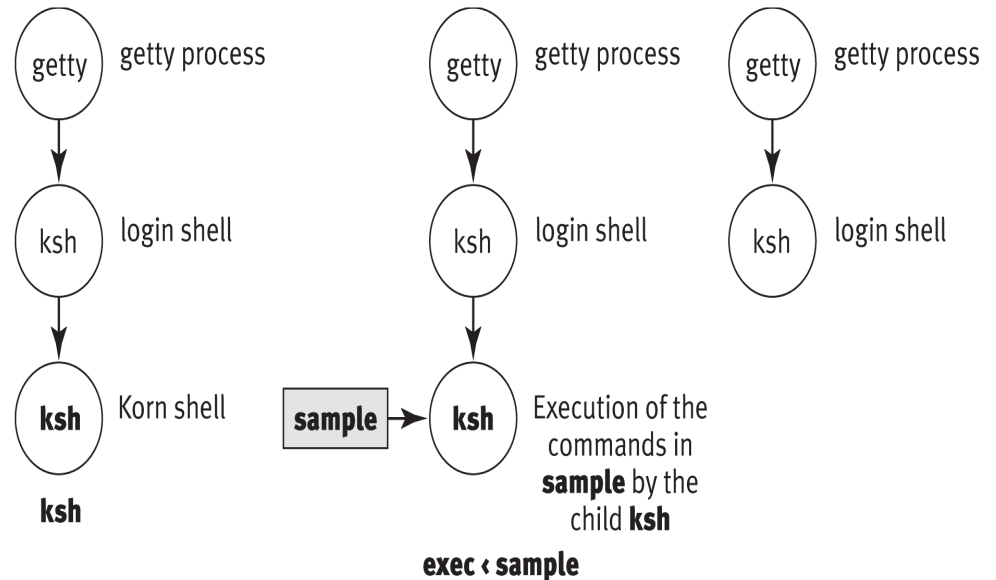 getty getty process
getty getty process
getty getty process
ksh login shell
ksh login shell
ksh login shell
ksh Korn shell
sample
ksh Execution of the
commands in
sample by the
child ksh
ksh
exec < sample